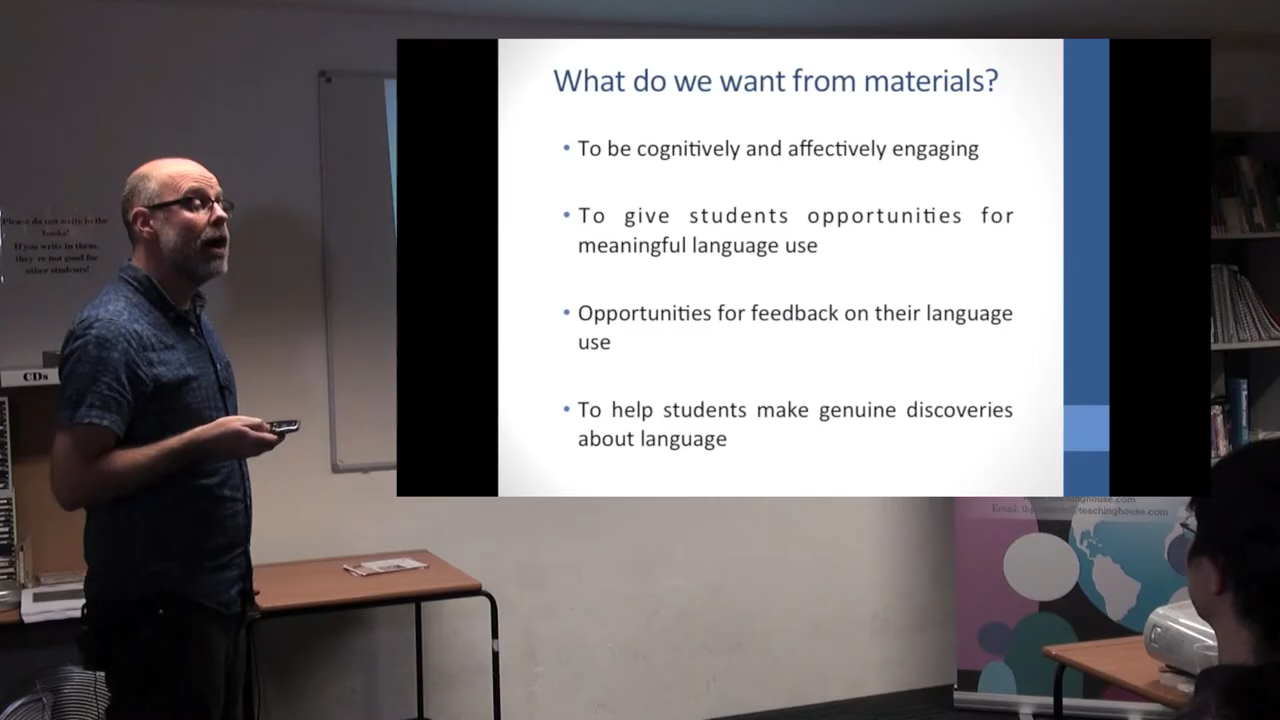 What do we want from materials?
• To be cognitively and affectively engaging
• To give students opportunities for
meaningful language use
• Opportunities for feedback on their language
use
• To help students make genuine discoveries
about language
Please do not write in the
books!
If you write in them,
they're not good for
other students!
CDs
Email: